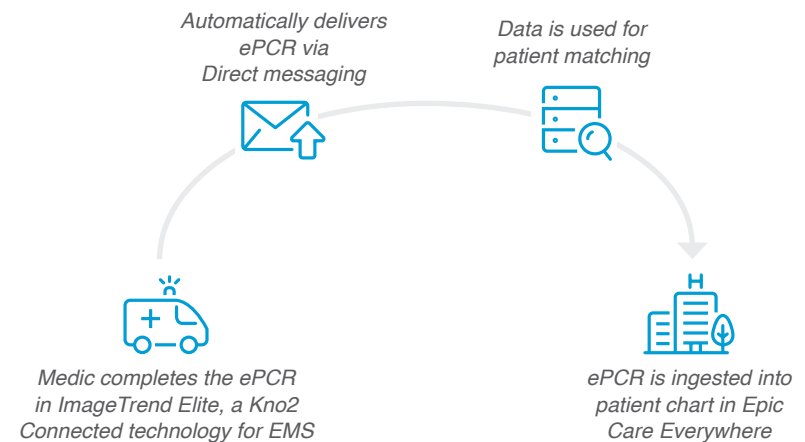 Automatically delivers
ePCR via
Direct messaging
Data is used for
patient matching
H
Medic completes the ePCR
in ImageTrend Elite, a Kno2
Connected technology for EMS
ePCR is ingested into
patient chart in Epic
Care Everywhere